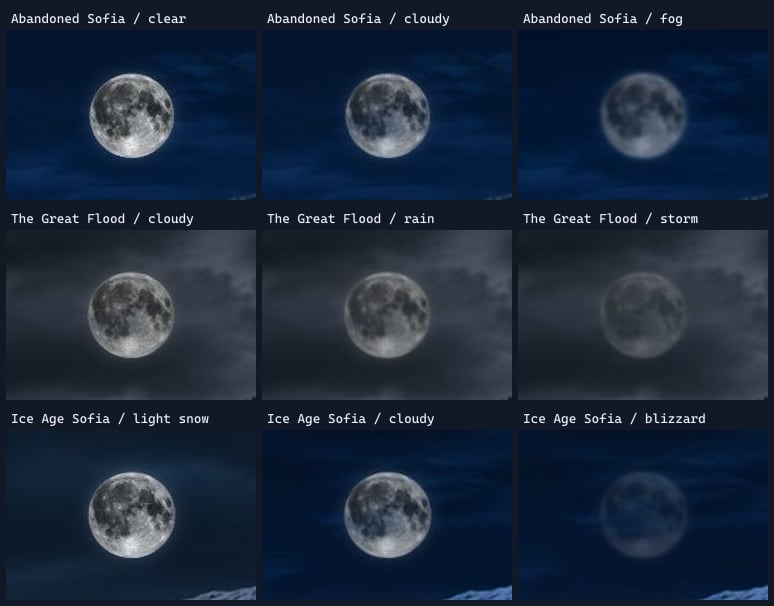 Abandoned Sofia / clear
Abandoned Sofia / cloudy
Abandoned Sofia / fog
The Great Flood / cloudy
The Great Flood / rain
The Great Flood / storm
Ice Age Sofia / light snow
Ice Age Sofia / cloudy
Ice Age Sofia / blizzard